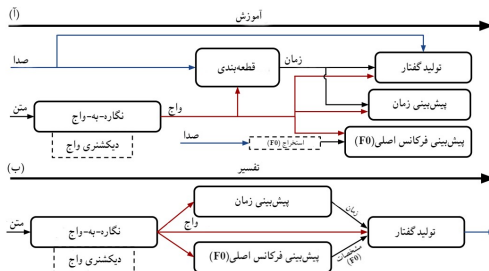 (آ)
آموزش
صدا
قطعه‌بندی
زمان
تولید گفتار
متن
نگاره-به-واج
دیکشنری واج
واج
پیش‌بینی زمان
صدا
استخراج (F0)
پیش‌بینی فرکانس اصلی(F0)
(ب)
تفسیر
متن
نگاره-به-واج
دیکشنری واج
واج
پیش‌بینی زمان
پیش‌بینی فرکانس اصلی(F0)
زمان
مشخصات
(F0)
تولید گفتار